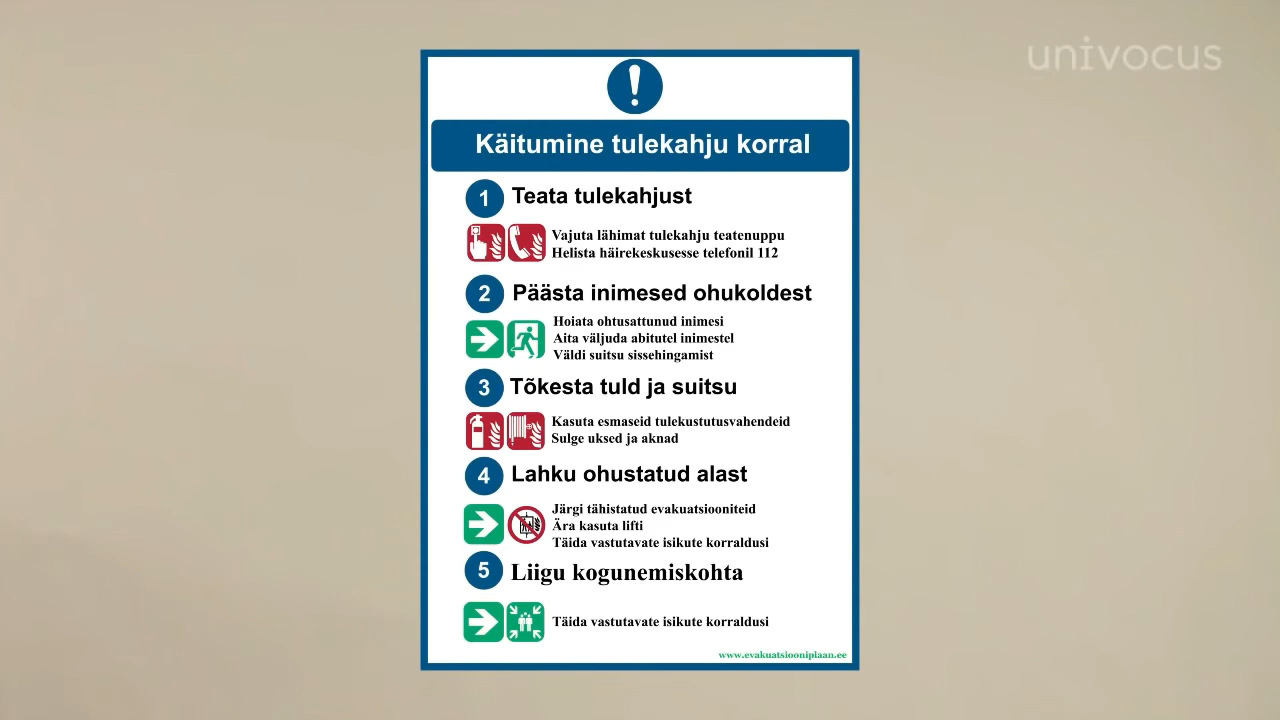 univocus
Käitumine tulekahju korral
1 Teata tulekahjust
Vajuta lähimat tulekahju teatenuppu
Helista häirekeskusesse telefonil 112
2 Päästa inimesed ohukoldest
Hoiata ohtusattunud inimesi
Aita väljuda abitutel inimestel
Väldi suitsu sissehingamist
3 Tõkesta tuld ja suitsu
Kasuta esmaseid tulekustutusvahendeid
Sulge uksed ja aknad
4 Lahku ohustatud alast
Järgi tähistatud evakuatsiooniteid
Ära kasuta lifti
Täida vastutavate isikute korraldusi
5 Liigu kogunemiskohta
Täida vastutavate isikute korraldusi
www.evakuatsiooniplaan.ee